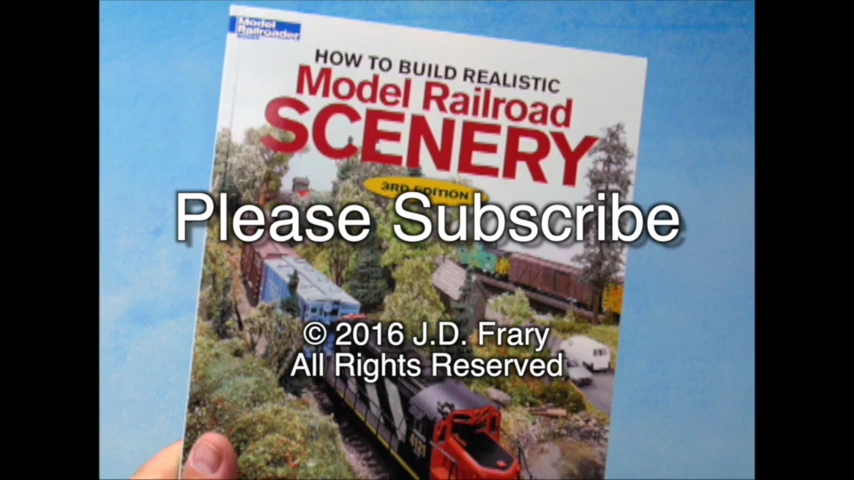 Model
Railroader
HOW TO BUILD REALISTIC
Model Railroad
SCENERY
3RD EDITION
Please Subscribe
© 2016 J.D. Frary
All Rights Reserved